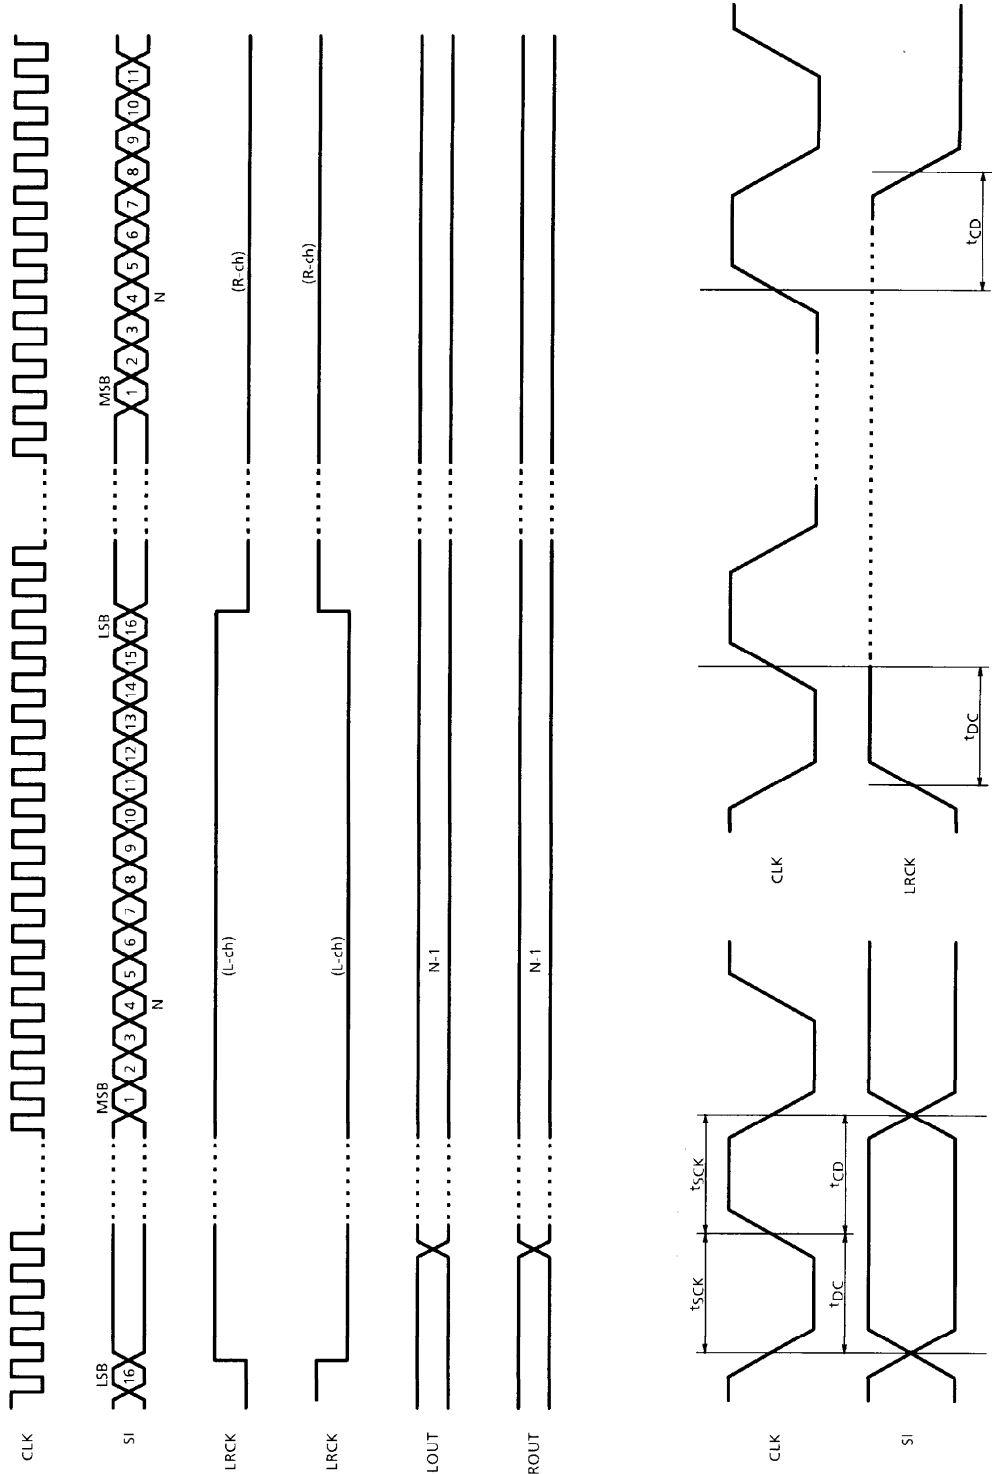 CLK
SI
LSB
16
MSB
1 2 3 4 5 6 7 8 9 10 11 12 13 14 15 16
LSB
N
MSB
1 2 3 4 5 6 7 8 9 10 11
N
LRCK
(L-ch)
(R-ch)
LRCK
(L-ch)
(R-ch)
LOUT
N-1
ROUT
N-1
tSCK
tSCK
CLK
tDC
tCD
SI
CLK
LRCK
tDC
tCD